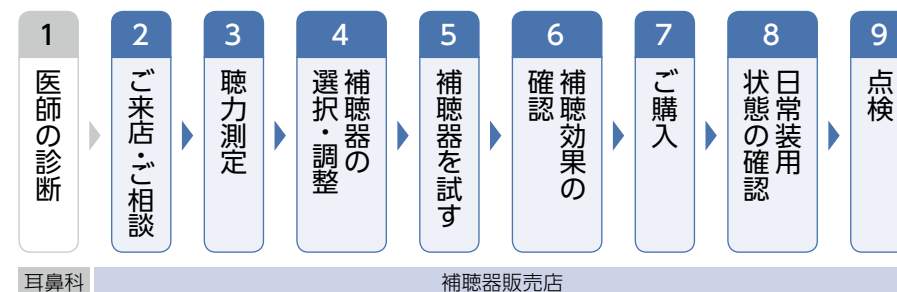 1
医師の診断
2
ご来店・ご相談
3
聴力測定
4
補聴器の
選択・調整
5
補聴器を試す
6
補聴効果の
確認
7
ご購入
8
日常装用
状態の確認
9
点検
耳鼻科
補聴器販売店